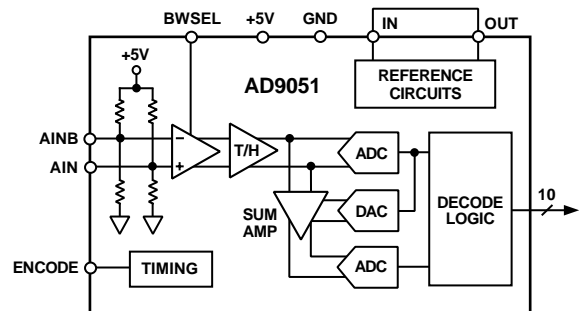 BWSEL +5V GND IN OUT
+5V
AD9051
REFERENCE
CIRCUITS
AINB
AIN
−
+
T/H
ADC
SUM
AMP
DAC
ADC
DECODE
LOGIC
10
ENCODE
TIMING